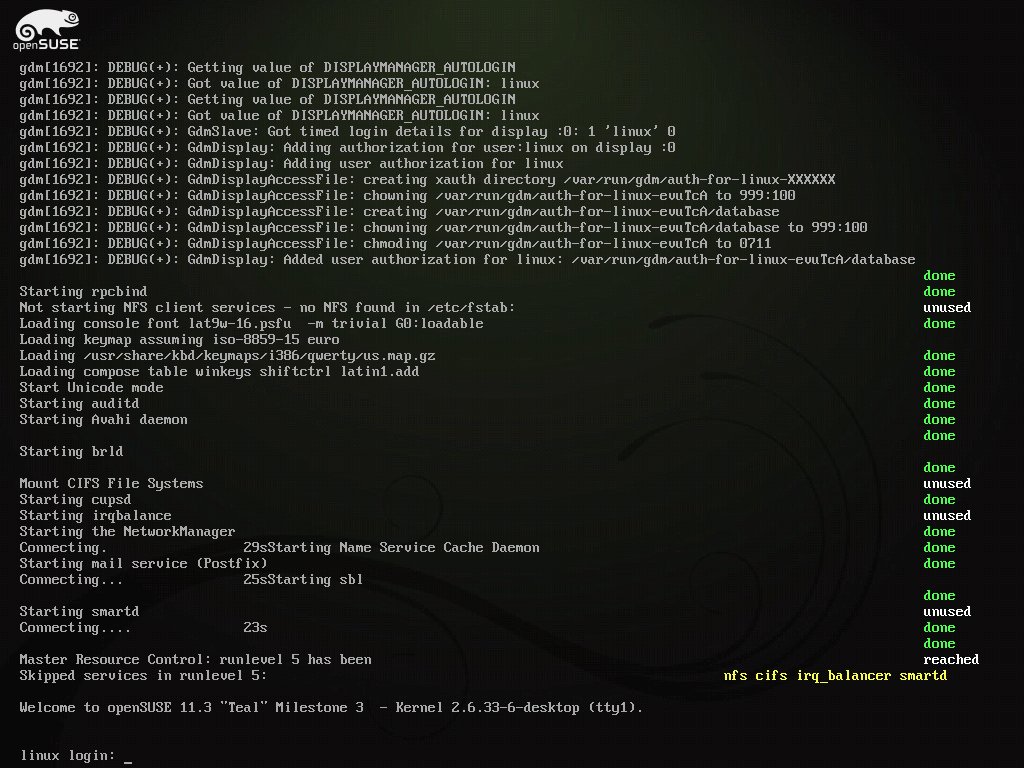 openSUSE
gdm[1692]: DEBUG(+): Getting value of DISPLAYMANAGER_AUTOLOGIN
gdm[1692]: DEBUG(+): Got value of DISPLAYMANAGER_AUTOLOGIN: linux
gdm[1692]: DEBUG(+): Getting value of DISPLAYMANAGER_AUTOLOGIN
gdm[1692]: DEBUG(+): Got value of DISPLAYMANAGER_AUTOLOGIN: linux
gdm[1692]: DEBUG(+): GdmSlave: Got timed login details for display :0: 1 'linux' 0
gdm[1692]: DEBUG(+): GdmDisplay: Adding authorization for user:linux on display :0
gdm[1692]: DEBUG(+): GdmDisplay: Adding user authorization for linux
gdm[1692]: DEBUG(+): GdmDisplayAccessFile: creating xauth directory /var/run/gdm/auth-for-linux-XXXXXX
gdm[1692]: DEBUG(+): GdmDisplayAccessFile: chowning /var/run/gdm/auth-for-linux-evuTcA to 999:100
gdm[1692]: DEBUG(+): GdmDisplayAccessFile: creating /var/run/gdm/auth-for-linux-evuTcA/database
gdm[1692]: DEBUG(+): GdmDisplayAccessFile: chowning /var/run/gdm/auth-for-linux-evuTcA/database to 999:100
gdm[1692]: DEBUG(+): GdmDisplayAccessFile: chmoding /var/run/gdm/auth-for-linux-evuTcA to 0711
gdm[1692]: DEBUG(+): GdmDisplay: Added user authorization for linux: /var/run/gdm/auth-for-linux-evuTcA/database
done
Starting rpcbind done
Not starting NFS client services - no NFS found in /etc/fstab: unused
Loading console font lat9w-16.psfu  -m trivial G0:loadable done
Loading keymap assuming iso-8859-15 euro
Loading /usr/share/kbd/keymaps/i386/qwerty/us.map.gz done
Loading compose table winkeys shiftctrl latin1.add done
Start Unicode mode done
Starting auditd done
Starting Avahi daemon done
done
Starting brld
done
Mount CIFS File Systems unused
Starting cupsd done
Starting irqbalance unused
Starting the NetworkManager done
Connecting. 29sStarting Name Service Cache Daemon done
Starting mail service (Postfix) done
Connecting... 25sStarting sbl
done
Starting smartd unused
Connecting.... 23s done
done
Master Resource Control: runlevel 5 has been reached
Skipped services in runlevel 5: nfs cifs irq_balancer smartd
Welcome to openSUSE 11.3 "Teal" Milestone 3  - Kernel 2.6.33-6-desktop (tty1).
linux login: _